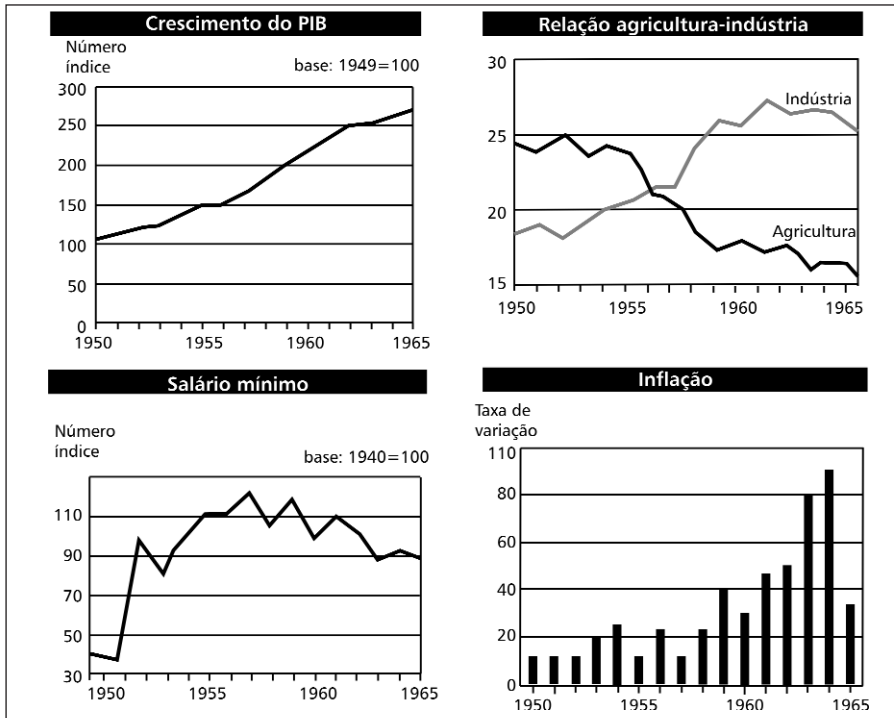 Crescimento do PIB
Número
índice
base: 1949=100
300
250
200
150
100
50
0
1950 1955 1960 1965
Relação agricultura-indústria
30
25
20
15
Indústria
Agricultura
1950 1955 1960 1965
Salário mínimo
Número
índice
base: 1940=100
110
90
70
50
30
1950 1955 1960 1965
Inflação
Taxa de
variação
110
80
60
40
20
0
1950 1955 1960 1965